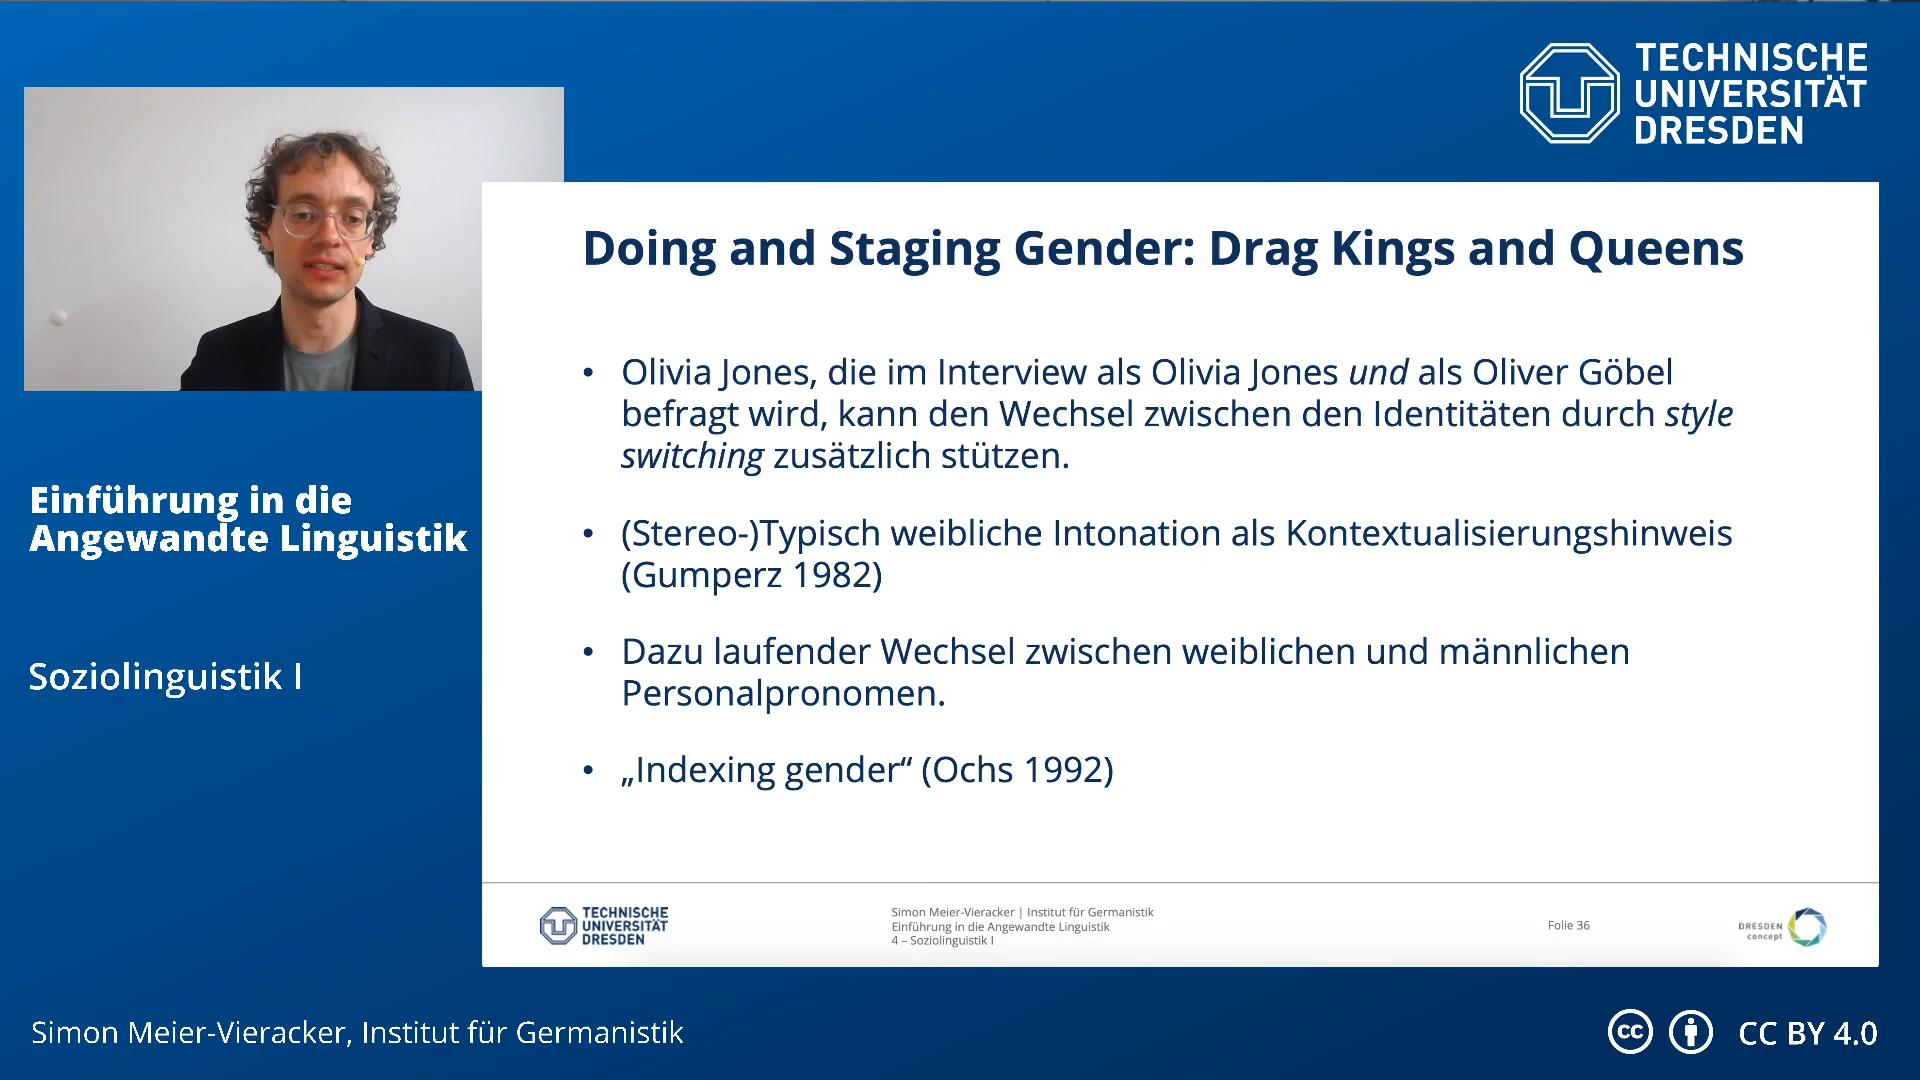 TECHNISCHE
UNIVERSITÄT
DRESDEN
Doing and Staging Gender: Drag Kings and Queens
• Olivia Jones, die im Interview als Olivia Jones und als Oliver Göbel
befragt wird, kann den Wechsel zwischen den Identitäten durch style
switching zusätzlich stützen.
• (Stereo-)Typisch weibliche Intonation als Kontextualisierungshinweis
(Gumperz 1982)
• Dazu laufender Wechsel zwischen weiblichen und männlichen
Personalpronomen.
• „Indexing gender“ (Ochs 1992)
Einführung in die
Angewandte Linguistik
Soziolinguistik I
TECHNISCHE
UNIVERSITÄT
DRESDEN
Simon Meier-Vieracker | Institut für Germanistik
Einführung in die Angewandte Linguistik
4 – Soziolinguistik I
Folie 36
DRESDEN
concept
Simon Meier-Vieracker, Institut für Germanistik
cc CC BY 4.0